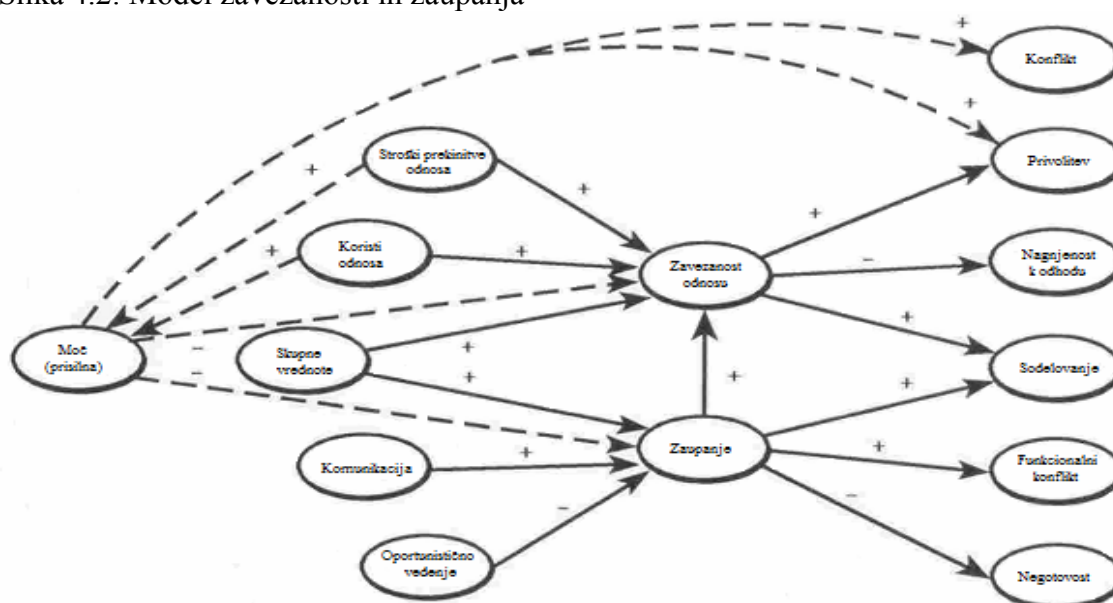 Slika 4.2: Model zavezanosti in zaupanja
+
Konflikt
+
Stroški prekinitve
odnosa
Privolitev
+
+
+
Koristi
odnosa
+
+
Zavezanost
odnosu
–
Nagnjenost
k odhodu
Moč
(prisilna)
–
–
Skupne
vrednote
+
+
+
+
+
Sodelovanje
Komunikacija
+
Zaupanje
+
Funkcionalni
konflikt
–
–
Oportunistično
vedenje
Negotovost